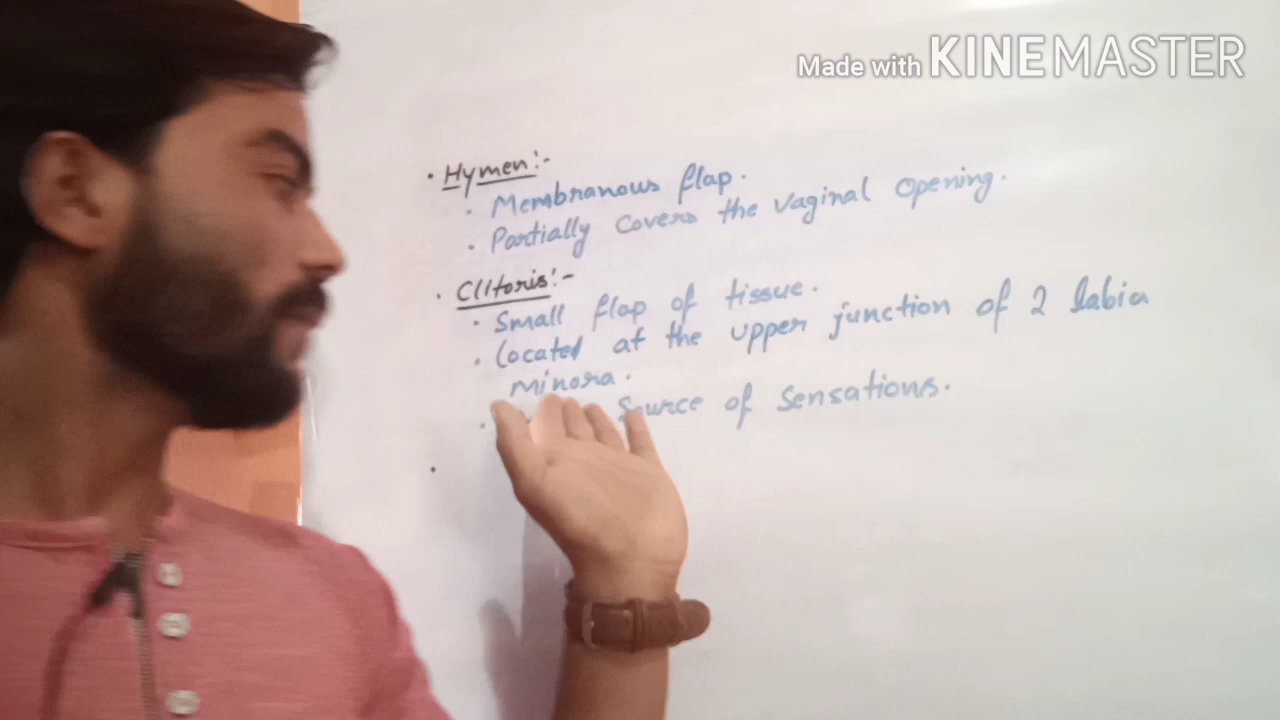 Made with KINEMASTER
• Hymen:-
• Membranous flap.
• Partially Covers the vaginal Opening.
• Clitoris:-
• Small flap of tissue.
• Located at the upper junction of 2 labia
Minora.
• Source of Sensations.
•